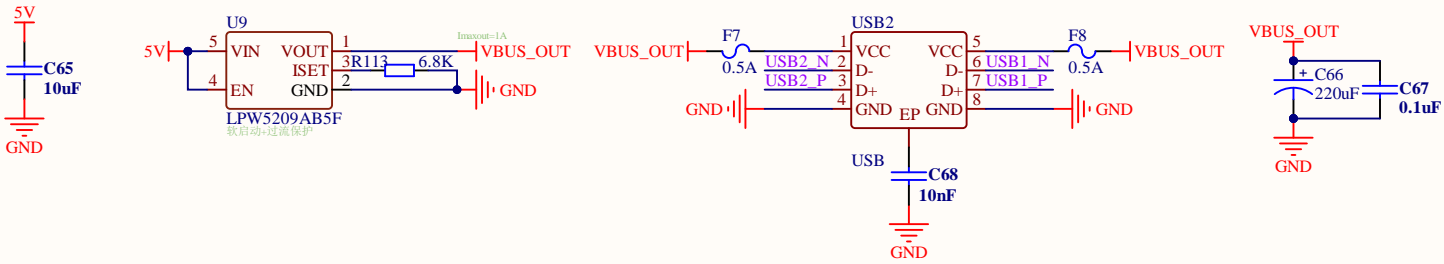 5V
C65
10uF
GND
U9
5V
5
VIN
VOUT
1
Imaxout=1A
VBUS_OUT
ISET
3
R113
6.8K
4
EN
GND
2
GND
LPW5209AB5F
软启动+过流保护
USB2
VBUS_OUT
F7
0.5A
1
VCC
VCC
5
F8
0.5A
VBUS_OUT
USB2_N
2
D-
D-
6
USB1_N
USB2_P
3
D+
D+
7
USB1_P
GND
4
GND
EP
GND
8
GND
USB
C68
10nF
GND
VBUS_OUT
+
C66
220uF
C67
0.1uF
GND